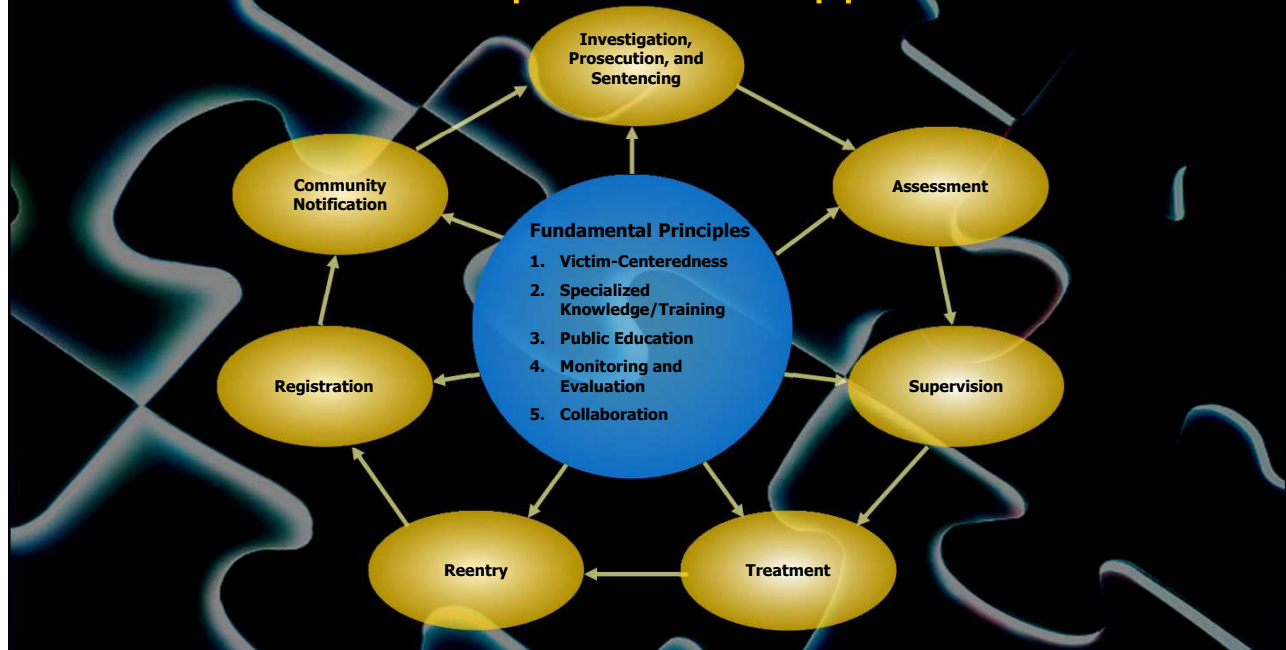 Investigation,
Prosecution, and
Sentencing
Community
Notification
Assessment
Fundamental Principles
1. Victim-Centeredness
2. Specialized
Knowledge/Training
3. Public Education
4. Monitoring and
Evaluation
5. Collaboration
Registration
Supervision
Reentry
Treatment